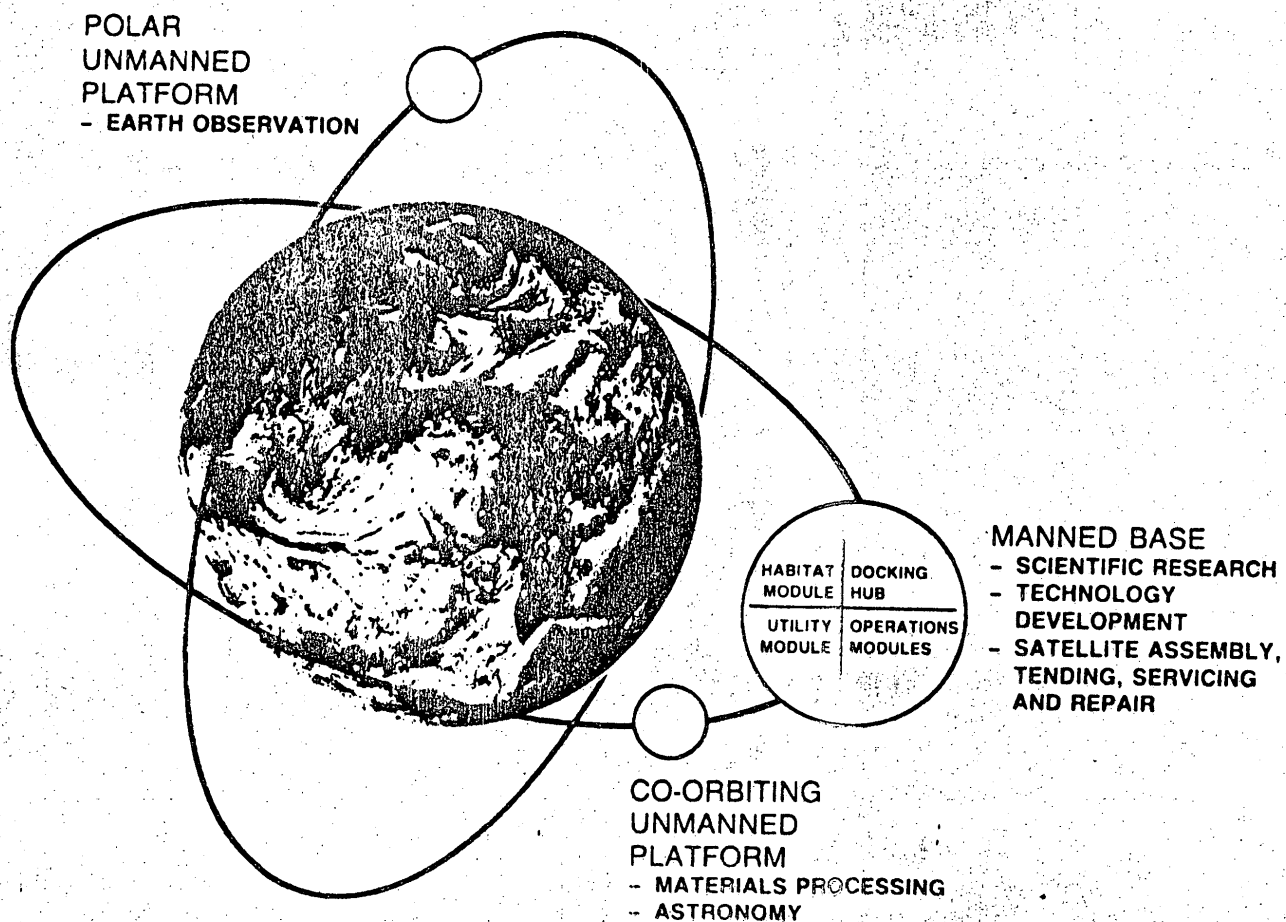 POLAR
UNMANNED
PLATFORM
- EARTH OBSERVATION
HABITAT MODULE
DOCKING HUB
UTILITY MODULE
OPERATIONS MODULES
MANNED BASE
- SCIENTIFIC RESEARCH
- TECHNOLOGY
DEVELOPMENT
- SATELLITE ASSEMBLY,
TENDING, SERVICING
AND REPAIR
CO-ORBITING
UNMANNED
PLATFORM
- MATERIALS PROCESSING
- ASTRONOMY